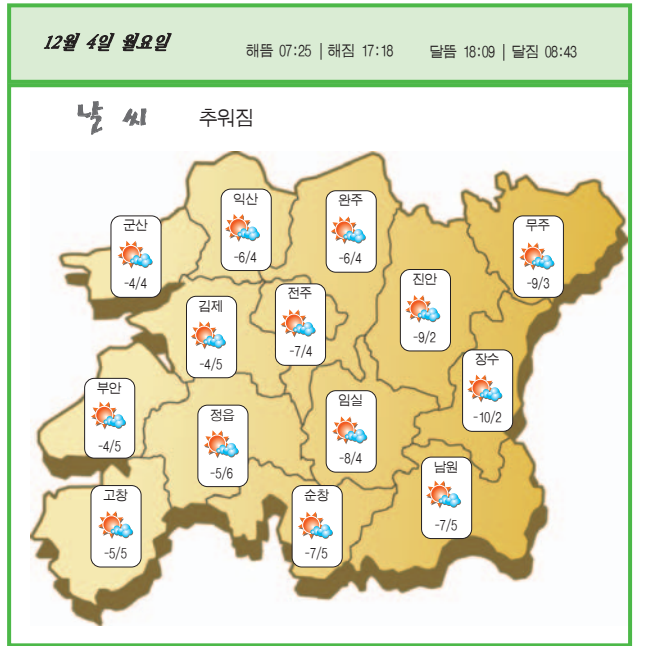 12월 4일 월요일
해뜸 07:25 | 해짐 17:18 달뜸 18:09 | 달짐 08:43
날 씨 추워짐
익산
-6/4
완주
-6/4
군산
-4/4
무주
-9/3
진안
-9/2
전주
-7/4
김제
-4/5
장수
-10/2
부안
-4/5
임실
-8/4
정읍
-5/6
남원
-7/5
고창
-5/5
순창
-7/5